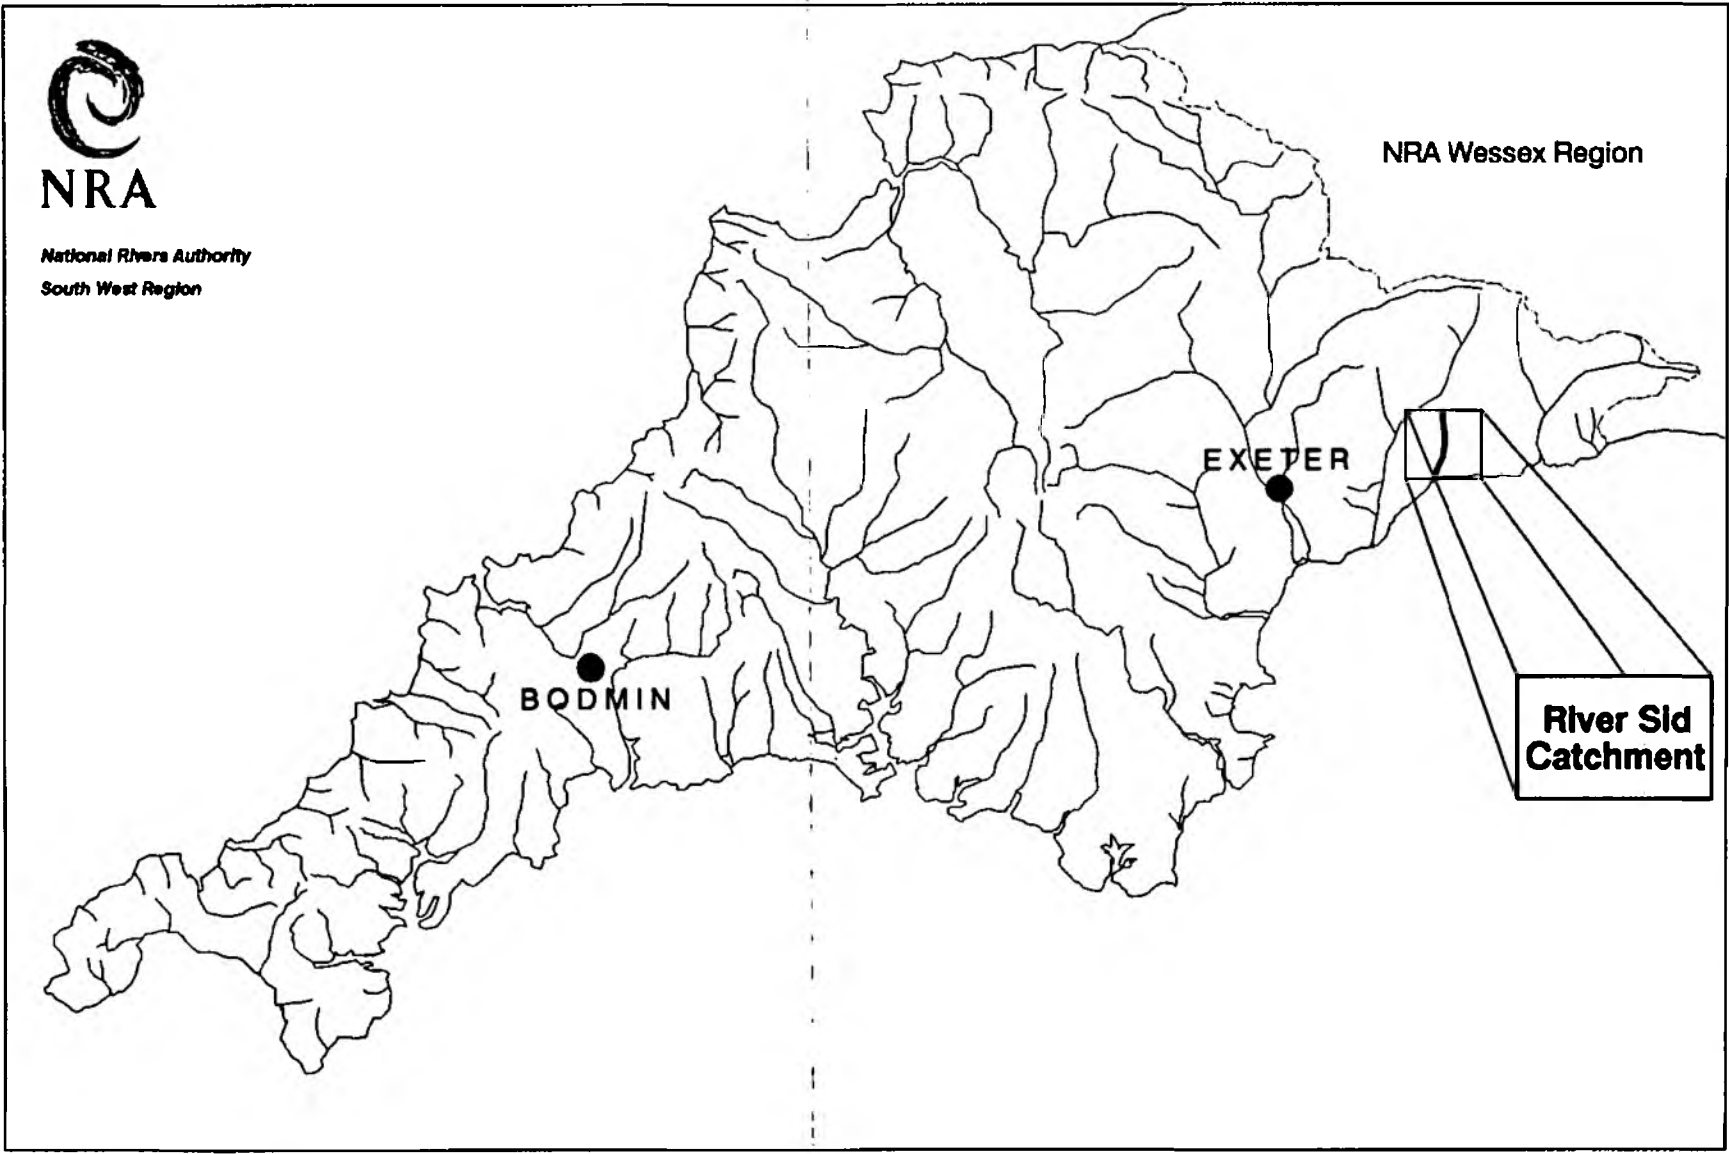 NRA
National Rivers Authority
South West Region
NRA Wessex Region
EXETER
BODMIN
River Sid
Catchment